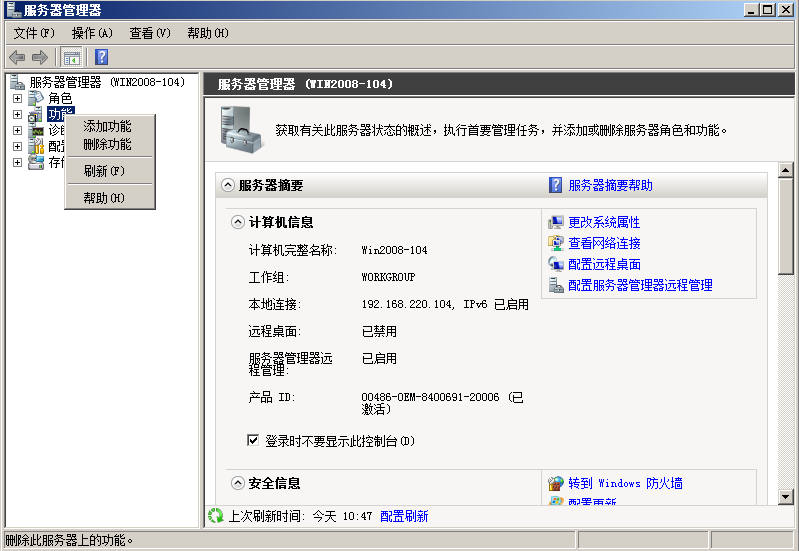 服务器管理器
文件(F) 操作(A) 查看(V) 帮助(H)
服务器管理器 (WIN2008-104)
角色
功能
诊
配
存
添加功能
删除功能
刷新(F)
帮助(H)
服务器管理器 (WIN2008-104)
获取有关此服务器状态的概述，执行首要管理任务，并添加或删除服务器角色和功能。
服务器摘要
服务器摘要帮助
计算机信息
计算机完整名称: Win2008-104
工作组: WORKGROUP
本地连接: 192.168.220.104, IPv6 已启用
远程桌面: 已禁用
服务器管理器远
程管理:
已启用
产品 ID: 00486-OEM-8400691-20006 (已
激活)
登录时不要显示此控制台(D)
更改系统属性
查看网络连接
配置远程桌面
配置服务器管理器远程管理
安全信息
转到 Windows 防火墙
配置更新
上次刷新时间: 今天 10:47 配置刷新
删除此服务器上的功能。